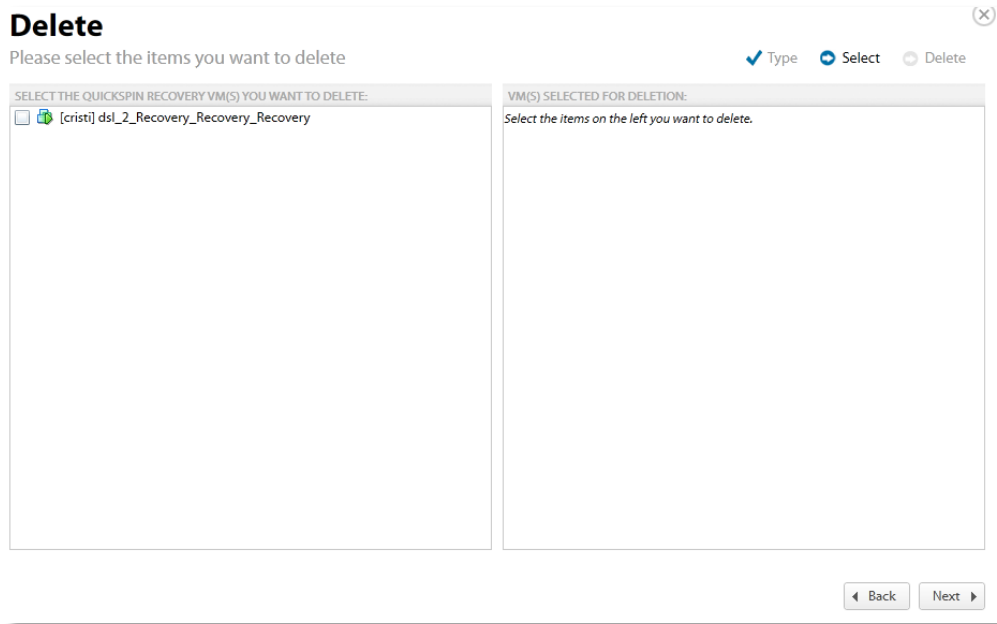 Delete
Please select the items you want to delete
Type Select Delete
SELECT THE QUICKSPIN RECOVERY VM(S) YOU WANT TO DELETE:
[cristi] dsl_2_Recovery_Recovery_Recovery
VM(S) SELECTED FOR DELETION:
Select the items on the left you want to delete.
Back Next